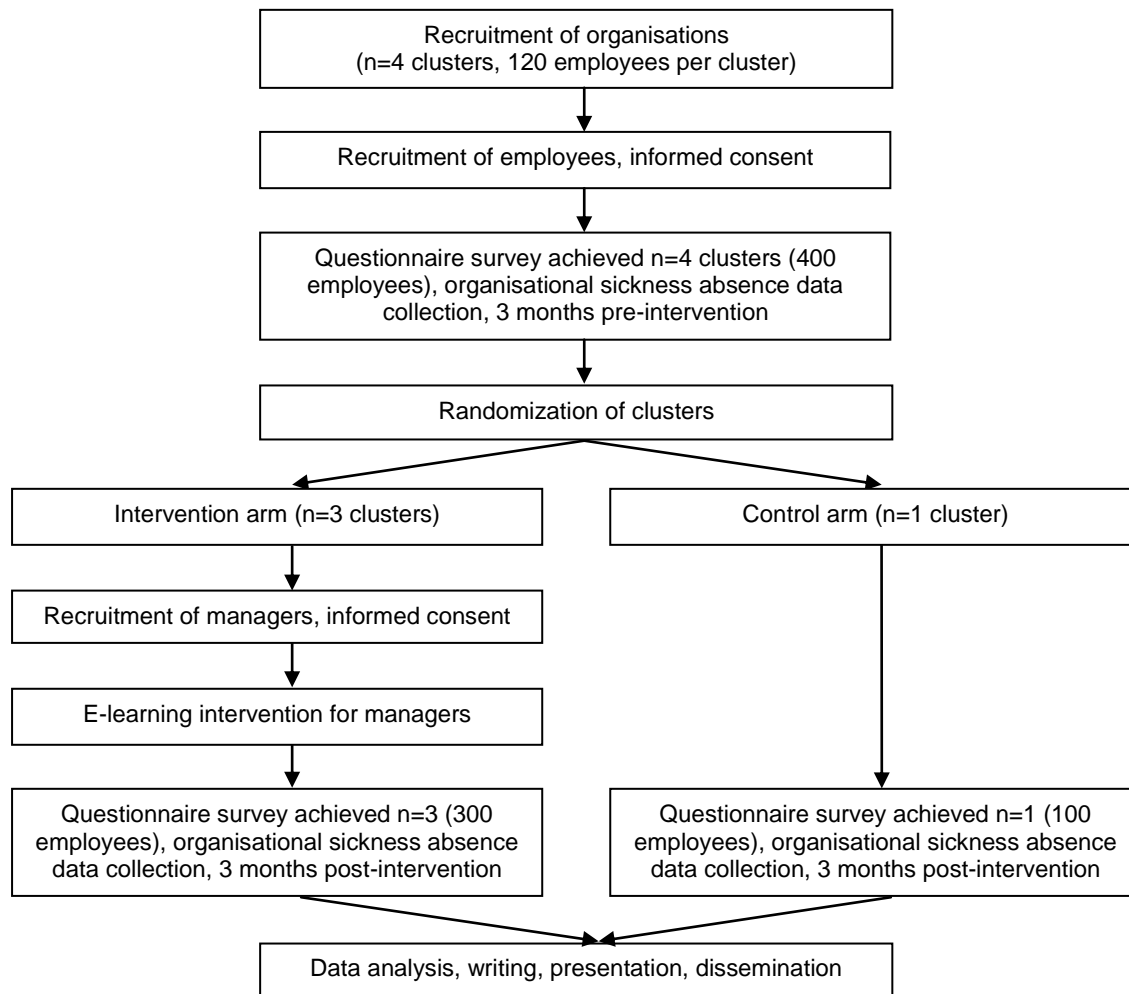 Recruitment of organisations
(n=4 clusters, 120 employees per cluster)
Recruitment of employees, informed consent
Questionnaire survey achieved n=4 clusters (400
employees), organisational sickness absence data
collection, 3 months pre-intervention
Randomization of clusters
Intervention arm (n=3 clusters)
Control arm (n=1 cluster)
Recruitment of managers, informed consent
E-learning intervention for managers
Questionnaire survey achieved n=3 (300
employees), organisational sickness absence
data collection, 3 months post-intervention
Questionnaire survey achieved n=1 (100
employees), organisational sickness absence
data collection, 3 months post-intervention
Data analysis, writing, presentation, dissemination